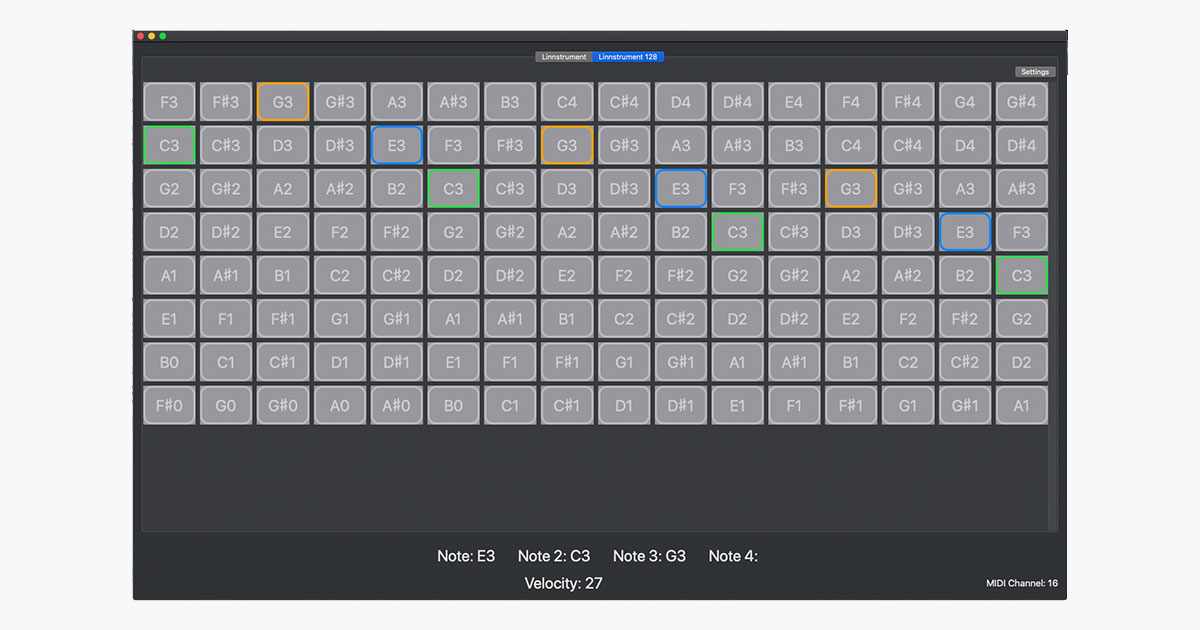 Linnstrument Linnstrument 128
Settings
F3 F♯3 G3 G♯3 A3 A♯3 B3 C4 C♯4 D4 D♯4 E4 F4 F♯4 G4 G♯4
C3 C♯3 D3 D♯3 E3 F3 F♯3 G3 G♯3 A3 A♯3 B3 C4 C♯4 D4 D♯4
G2 G♯2 A2 A♯2 B2 C3 C♯3 D3 D♯3 E3 F3 F♯3 G3 G♯3 A3 A♯3
D2 D♯2 E2 F2 F♯2 G2 G♯2 A2 A♯2 B2 C3 C♯3 D3 D♯3 E3 F3
A1 A♯1 B1 C2 C♯2 D2 D♯2 E2 F2 F♯2 G2 G♯2 A2 A♯2 B2 C3
E1 F1 F♯1 G1 G♯1 A1 A♯1 B1 C2 C♯2 D2 D♯2 E2 F2 F♯2 G2
B0 C1 C♯1 D1 D♯1 E1 F1 F♯1 G1 G♯1 A1 A♯1 B1 C2 C♯2 D2
F♯0 G0 G♯0 A0 A♯0 B0 C1 C♯1 D1 D♯1 E1 F1 F♯1 G1 G♯1 A1
Note: E3 Note 2: C3 Note 3: G3 Note 4:
Velocity: 27
MIDI Channel: 16